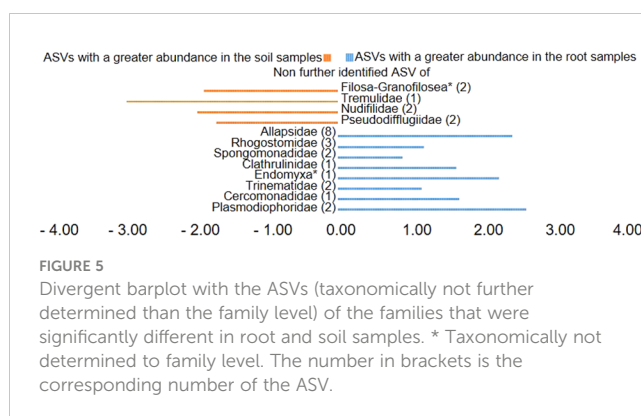 ASVs with a greater abundance in the soil samples ASVs with a greater abundance in the root samples
Non further identified ASV of
Filosa-Granofilosea* (2)
Tremulidae (1)
Nudifilidae (2)
Pseudodifflugiidae (2)
Allapsidae (8)
Rhogostomidae (3)
Spongomonadidae (2)
Clathrulinidae (1)
Endomyxa* (1)
Trinematidae (2)
Cercomonadidae (1)
Plasmodiophoridae (2)
- 4.00 - 3.00 - 2.00 - 1.00 0.00 1.00 2.00 3.00 4.00
FIGURE 5
Divergent barplot with the ASVs (taxonomically not further
determined than the family level) of the families that were
significantly different in root and soil samples. * Taxonomically not
determined to family level. The number in brackets is the
corresponding number of the ASV.